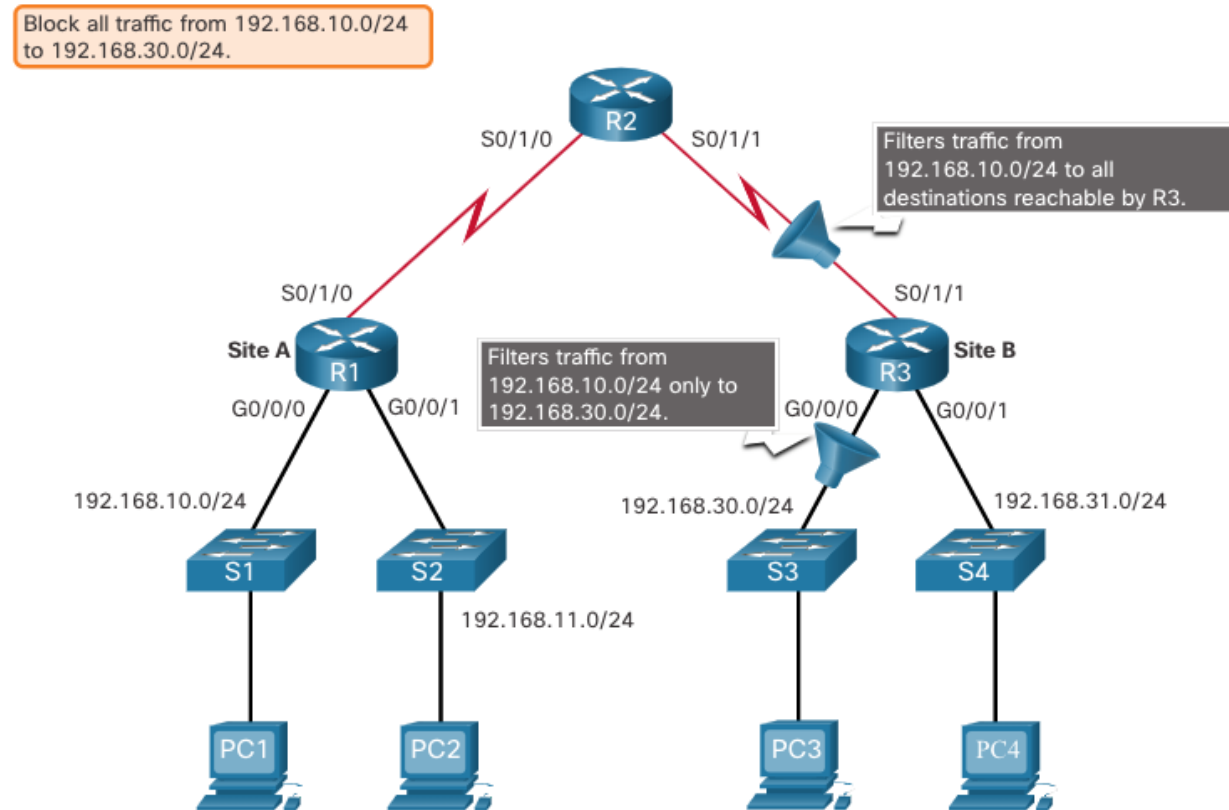 Block all traffic from 192.168.10.0/24
to 192.168.30.0/24.
R2
S0/1/0
S0/1/1
Filters traffic from
192.168.10.0/24 to all
destinations reachable by R3.
S0/1/0
S0/1/1
Site A
R1
Filters traffic from
192.168.10.0/24 only to
192.168.30.0/24.
R3
Site B
G0/0/0
G0/0/1
G0/0/0
G0/0/1
192.168.10.0/24
192.168.30.0/24
192.168.31.0/24
S1
S2
S3
S4
192.168.11.0/24
PC1
PC2
PC3
PC4